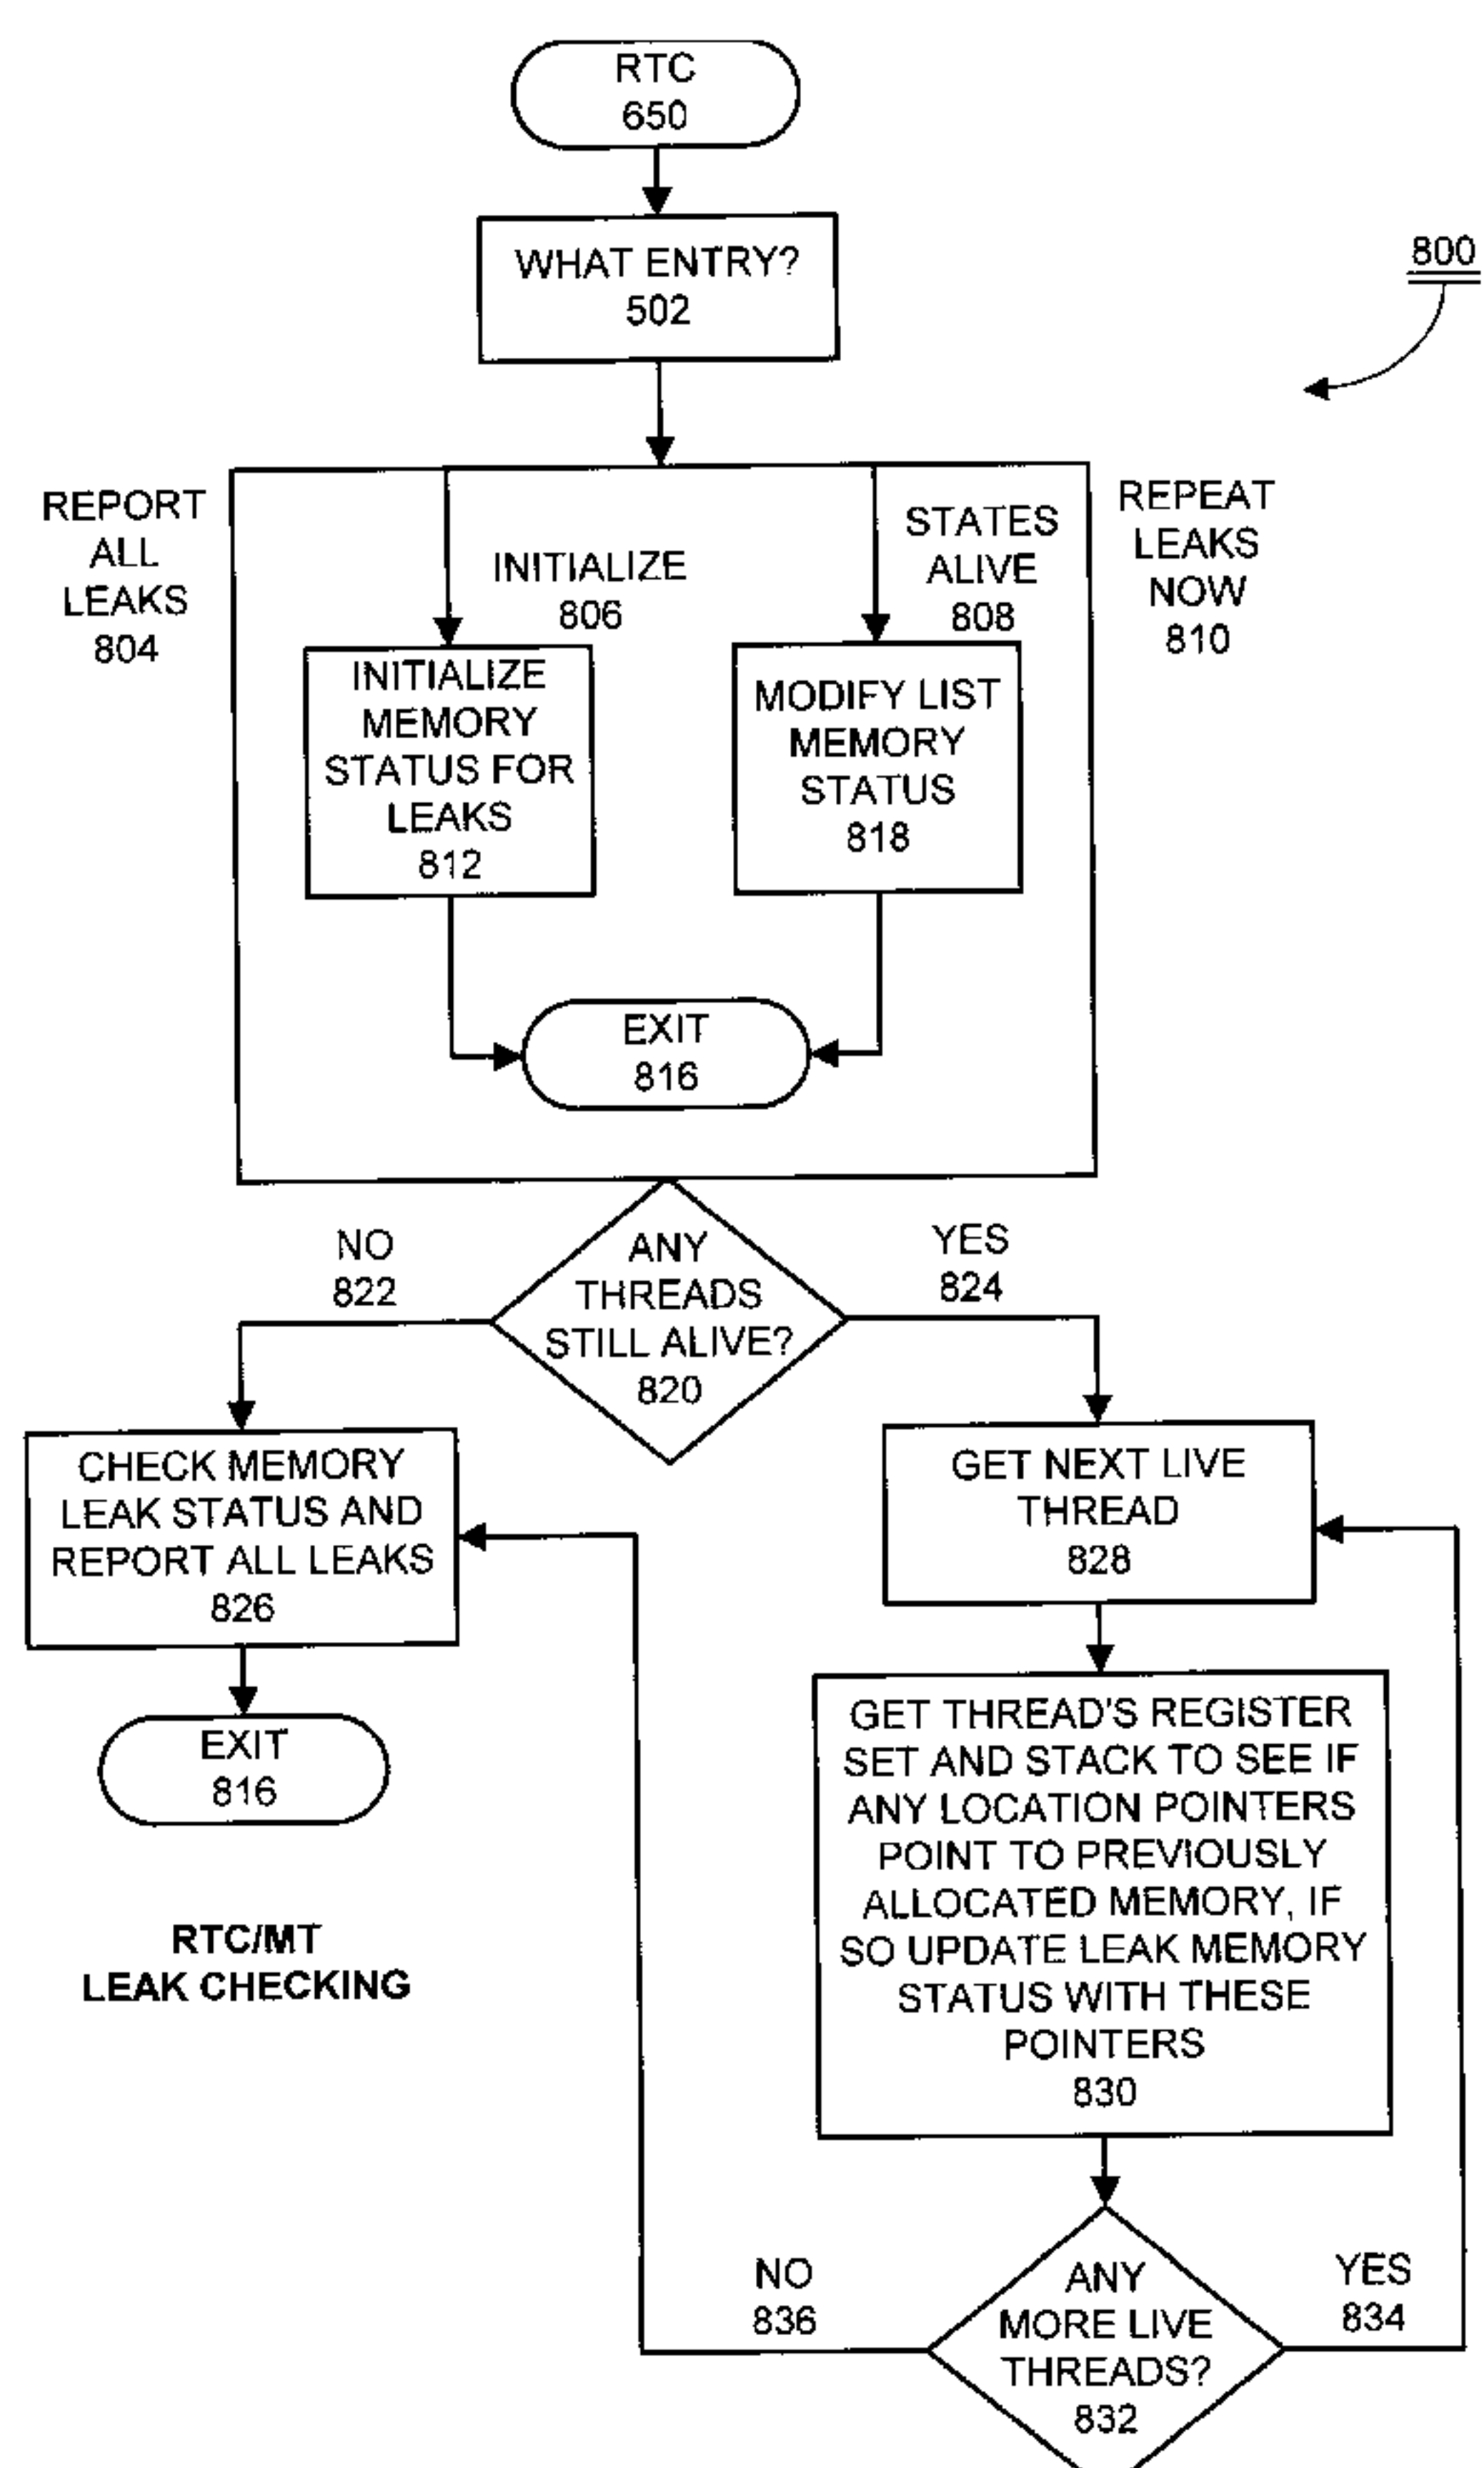 RTC
650
WHAT ENTRY?
502
800
REPORT
ALL
LEAKS
804
INITIALIZE
806
STATES
ALIVE
808
REPEAT
LEAKS
NOW
810
INITIALIZE
MEMORY
STATUS FOR
LEAKS
812
MODIFY LIST
MEMORY
STATUS
818
EXIT
816
NO
822
ANY
THREADS
STILL ALIVE?
820
YES
824
CHECK MEMORY
LEAK STATUS AND
REPORT ALL LEAKS
826
GET NEXT LIVE
THREAD
828
EXIT
816
GET THREAD'S REGISTER
SET AND STACK TO SEE IF
ANY LOCATION POINTERS
POINT TO PREVIOUSLY
ALLOCATED MEMORY, IF
SO UPDATE LEAK MEMORY
STATUS WITH THESE
POINTERS
830
RTC/MT
LEAK CHECKING
NO
836
ANY
MORE LIVE
THREADS?
832
YES
834